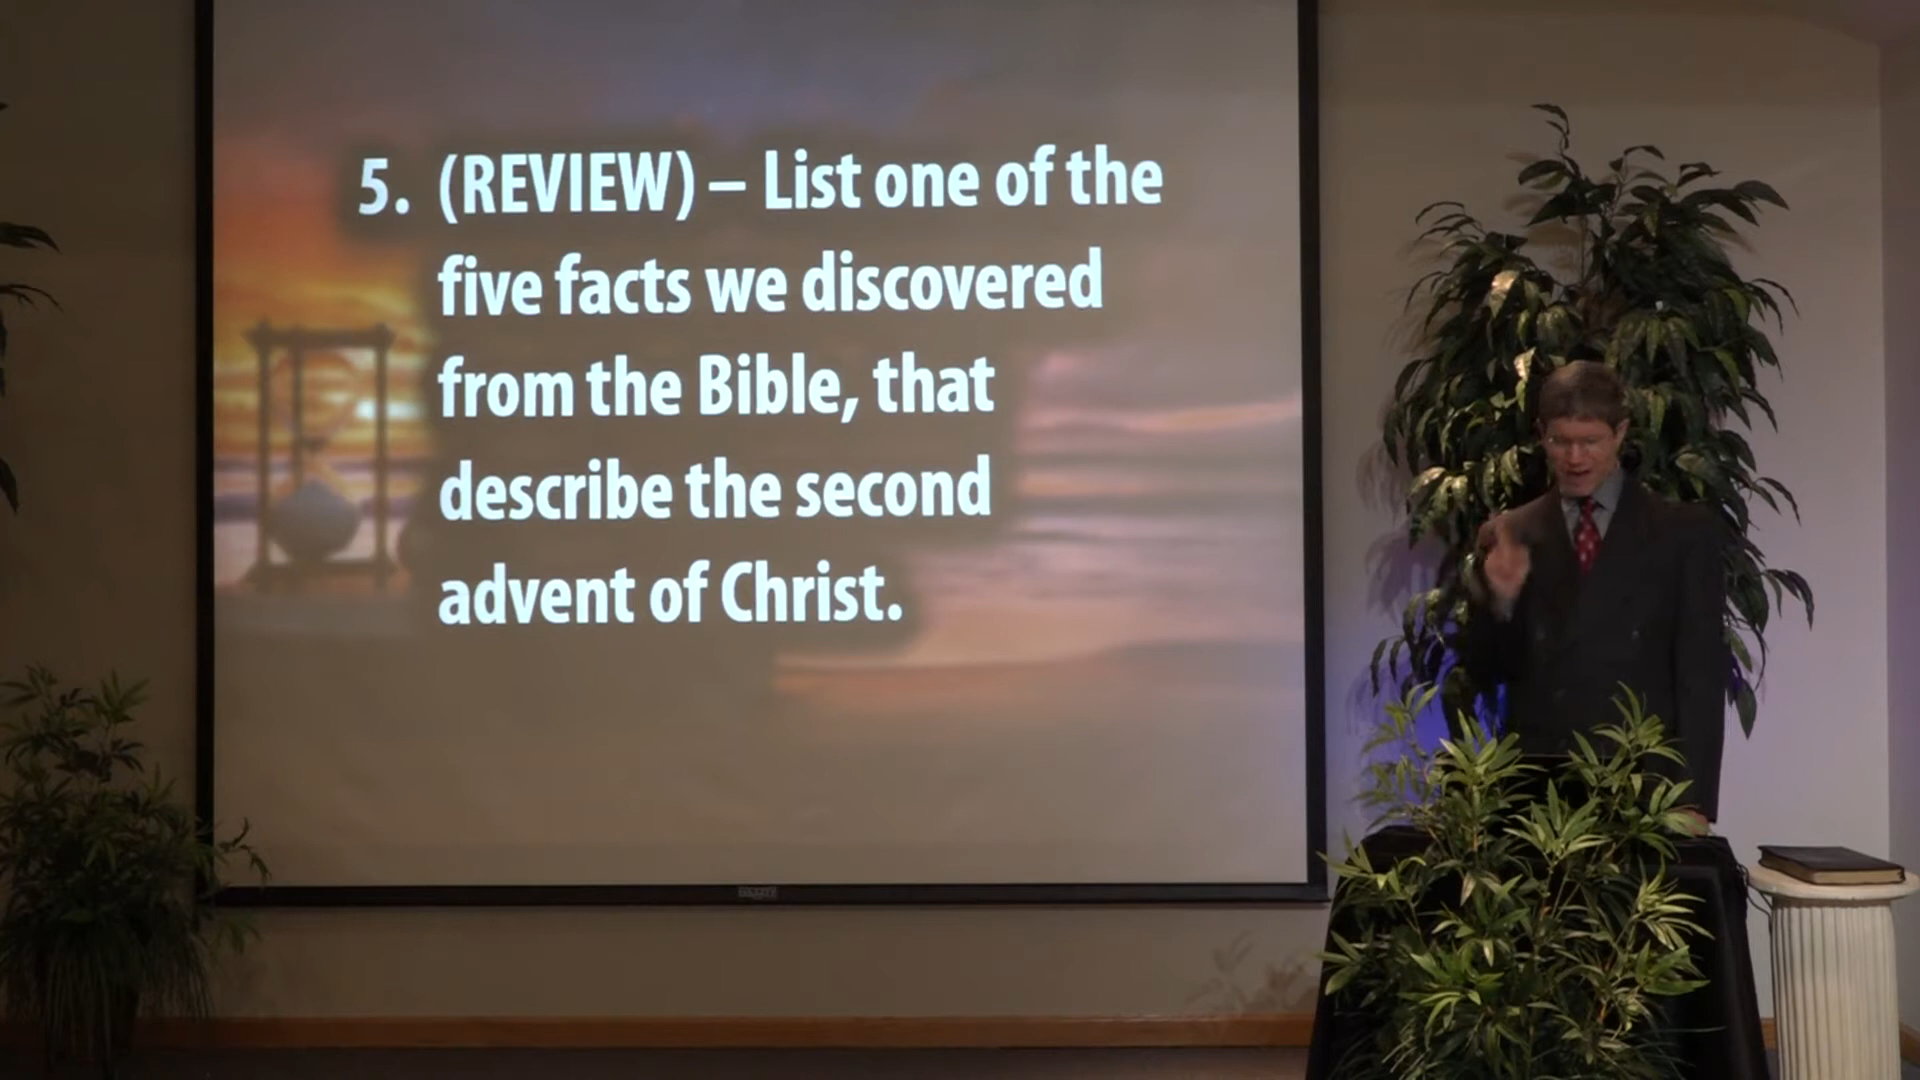 5. (REVIEW) – List one of the
five facts we discovered
from the Bible, that
describe the second
advent of Christ.